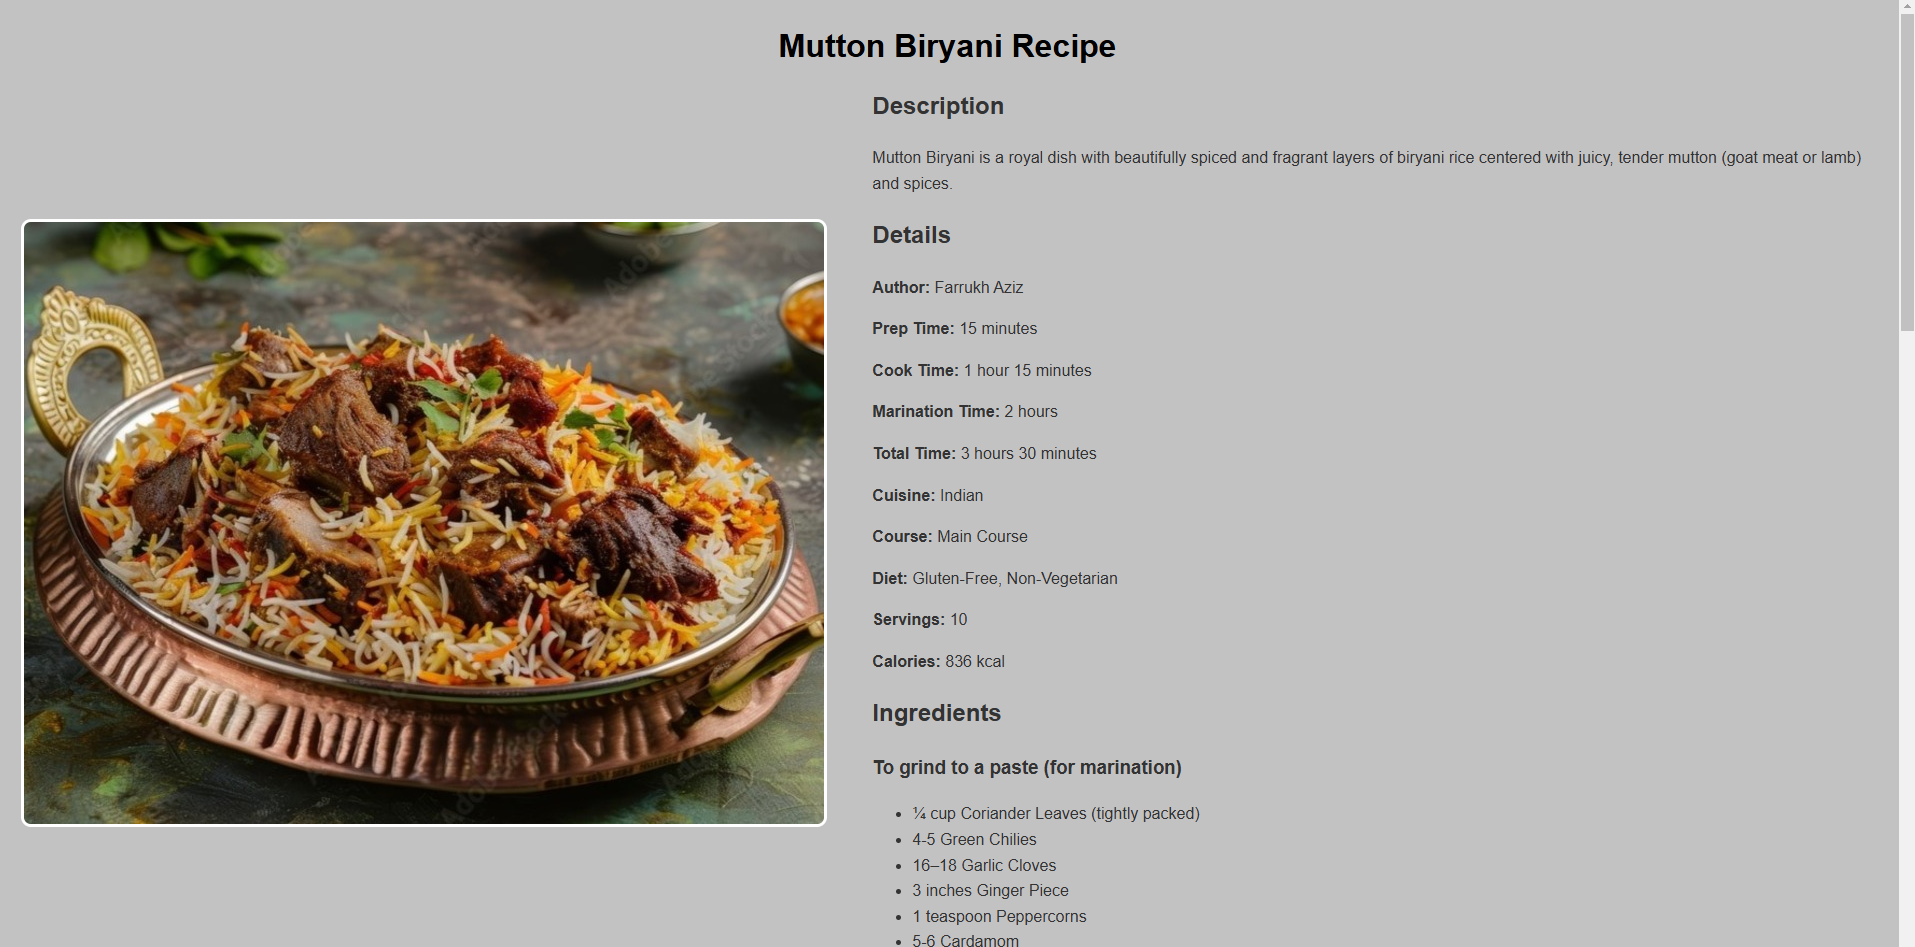 Mutton Biryani Recipe
Description
Mutton Biryani is a royal dish with beautifully spiced and fragrant layers of biryani rice centered with juicy, tender mutton (goat meat or lamb)
and spices.
Details
Author: Farrukh Aziz
Prep Time: 15 minutes
Cook Time: 1 hour 15 minutes
Marination Time: 2 hours
Total Time: 3 hours 30 minutes
Cuisine: Indian
Course: Main Course
Diet: Gluten-Free, Non-Vegetarian
Servings: 10
Calories: 836 kcal
Ingredients
To grind to a paste (for marination)
• ¼ cup Coriander Leaves (tightly packed)
• 4-5 Green Chilies
• 16–18 Garlic Cloves
• 3 inches Ginger Piece
• 1 teaspoon Peppercorns
• 5-6 Cardamom